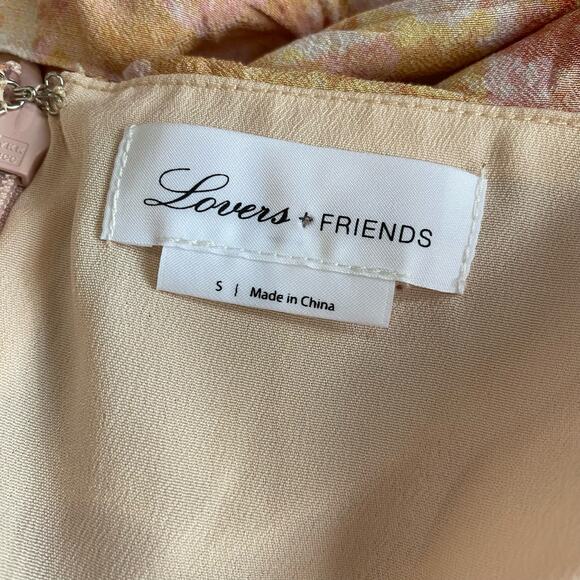 Lovers + FRIENDS
S | Made in China